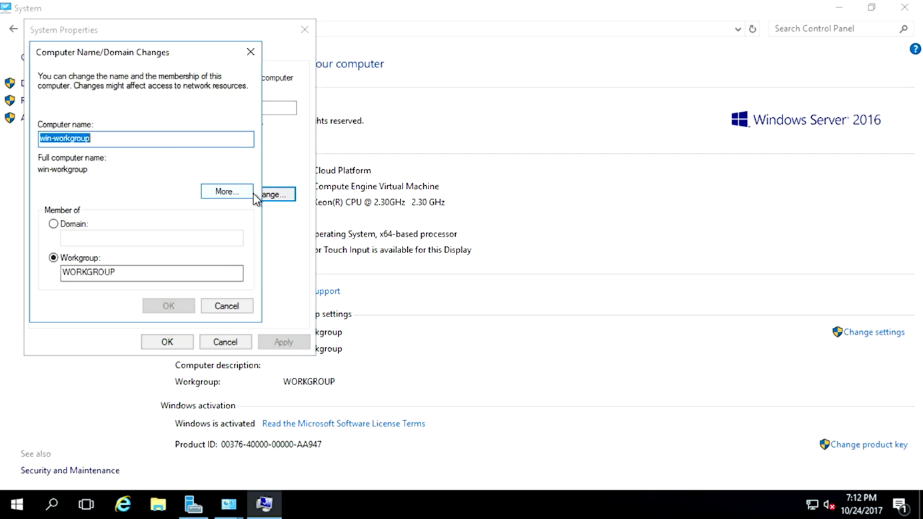 System
System Properties
Search Control Panel
Computer Name/Domain Changes
You can change the name and the membership of this
computer. Changes might affect access to network resources.
computer
our computer
Computer name:
win-workgroup
Full computer name:
win-workgroup
More...
ange...
Member of
Domain:
Workgroup:
WORKGROUP
OK
Cancel
OK
Cancel
Apply
hts reserved.
Windows Server® 2016
Cloud Platform
Compute Engine Virtual Machine
Xeon(R) CPU @ 2.30GHz 2.30 GHz
perating System, x64-based processor
or Touch Input is available for this Display
upport
p settings
kgroup
Change settings
kgroup
Computer description:
Workgroup: WORKGROUP
Windows activation
Windows is activated Read the Microsoft Software License Terms
Product ID: 00376-40000-00000-AA947
Change product key
See also
Security and Maintenance
7:12 PM
10/24/2017
1